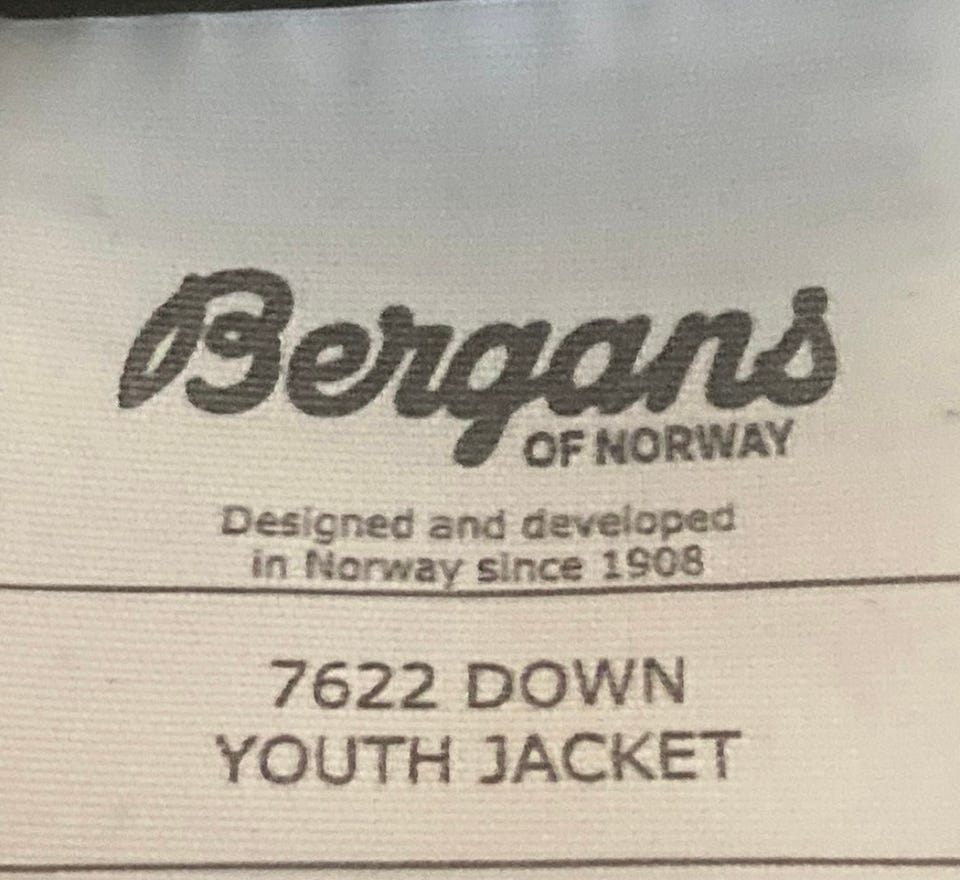 Bergans
OF NORWAY
Designed and developed
in Norway since 1908
7622 DOWN
YOUTH JACKET